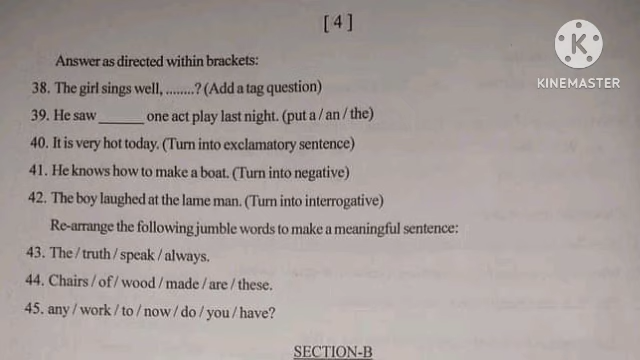 [ 4 ]
K
KINEMASTER
Answer as directed within brackets:
38. The girl sings well, ........? (Add a tag question)
39. He saw ______ one act play last night. (put a / an / the)
40. It is very hot today. (Turn into exclamatory sentence)
41. He knows how to make a boat. (Turn into negative)
42. The boy laughed at the lame man. (Turn into interrogative)
Re-arrange the following jumble words to make a meaningful sentence:
43. The / truth / speak / always.
44. Chairs / of / wood / made / are / these.
45. any / work / to / now / do / you / have?
SECTION-B